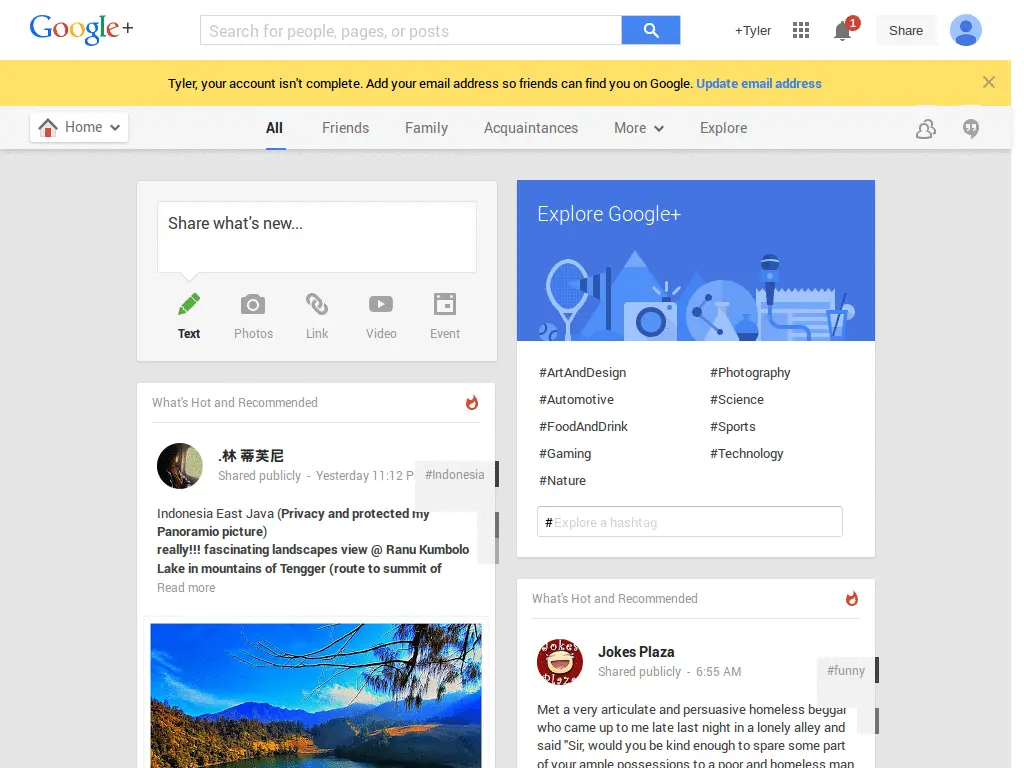 Google+
Search for people, pages, or posts
+Tyler
1
Share
Tyler, your account isn't complete. Add your email address so friends can find you on Google. Update email address
Home
All
Friends
Family
Acquaintances
More
Explore
Share what's new...
Text
Photos
Link
Video
Event
Explore Google+
#ArtAndDesign
#Photography
#Automotive
#Science
#FoodAndDrink
#Sports
#Gaming
#Technology
#Nature
#Explore a hashtag
What's Hot and Recommended
.林 蒂芙尼
Shared publicly - Yesterday 11:12 P
#Indonesia
Indonesia East Java (Privacy and protected my
Panoramio picture)
really!!! fascinating landscapes view @ Ranu Kumbolo
Lake in mountains of Tengger (route to summit of
Read more
What's Hot and Recommended
Jokes Plaza
Jokes Plaza
Shared publicly - 6:55 AM
#funny
Met a very articulate and persuasive homeless beggar
who came up to me late last night in a lonely alley and
said "Sir, would you be kind enough to spare some part
of your ample possessions to a poor and homeless man